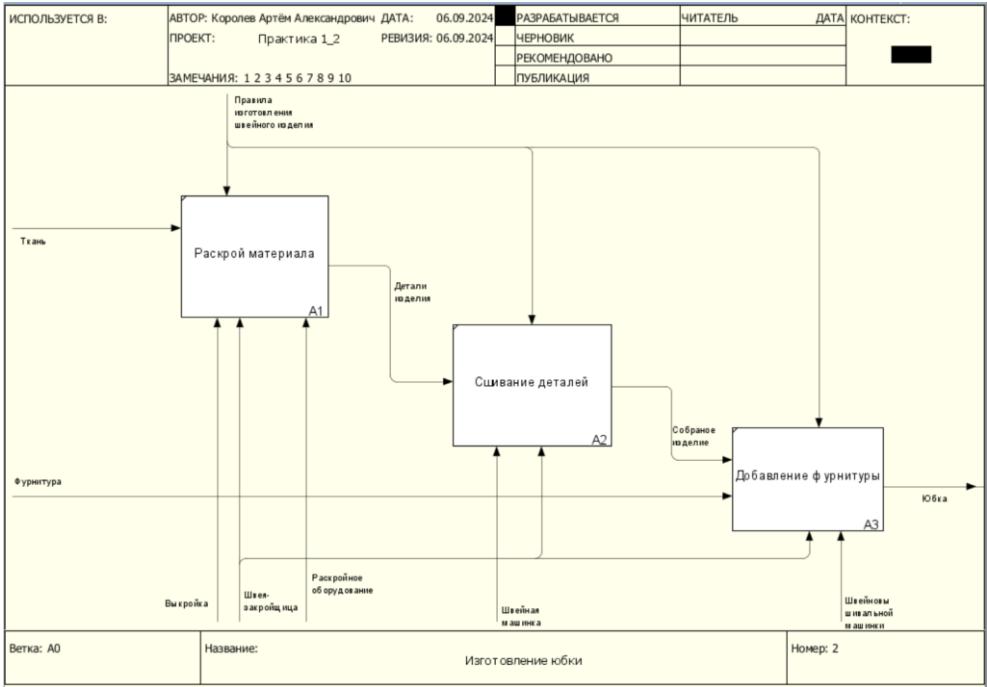 ИСПОЛЬЗУЕТСЯ В:
АВТОР: Королев Артём Александрович ДАТА: 06.09.2024
РАЗРАБАТЫВАЕТСЯ
ЧИТАТЕЛЬ
ДАТА
КОНТЕКСТ:
ПРОЕКТ: Практика 1_2 РЕВИЗИЯ: 06.09.2024
ЧЕРНОВИК
РЕКОМЕНДОВАНО
ЗАМЕЧАНИЯ: 1 2 3 4 5 6 7 8 9 10
ПУБЛИКАЦИЯ
Правила
изготовления
швейного изделия
Ткань
Раскрой материала
A1
Детали
изделия
Сшивание деталей
A2
Собраное
изделие
Фурнитура
Добавление фурнитуры
A3
Юбка
Выкройка
Швея-
закройщица
Раскройное
оборудование
Швейная
машинка
Швейновы
шивальной
машинки
Ветка: A0
Название:
Изготовление юбки
Номер: 2